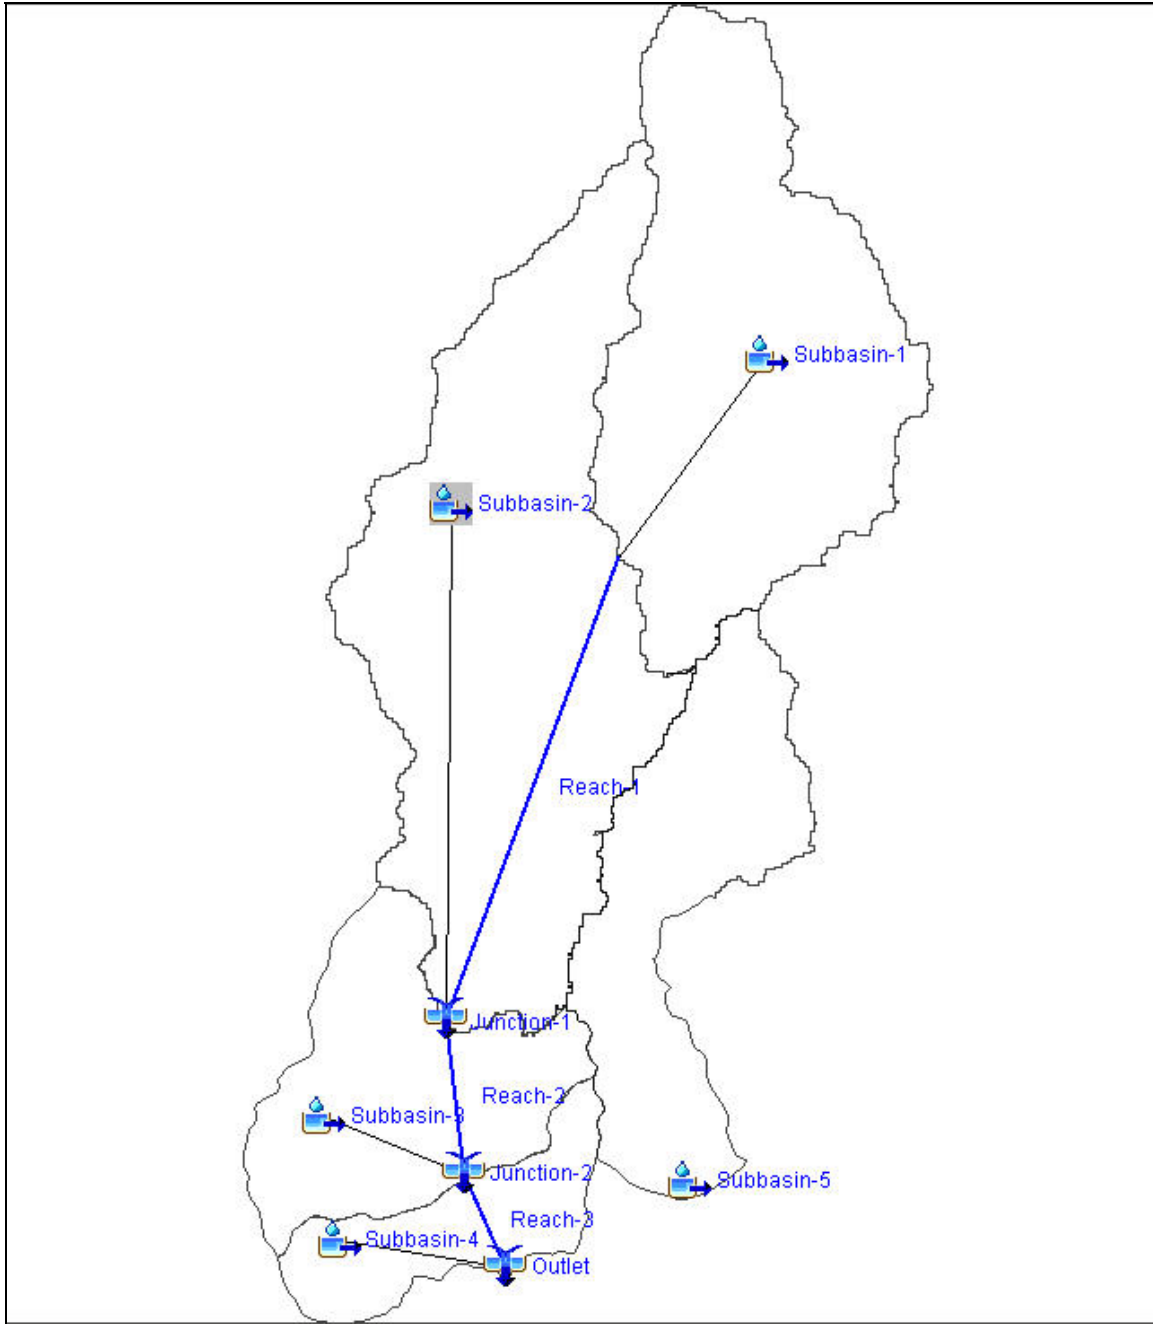 Subbasin-1
Subbasin-2
Reach-1
Junction-1
Reach-2
Subbasin-3
Junction-2
Subbasin-5
Reach-3
Subbasin-4
Outlet